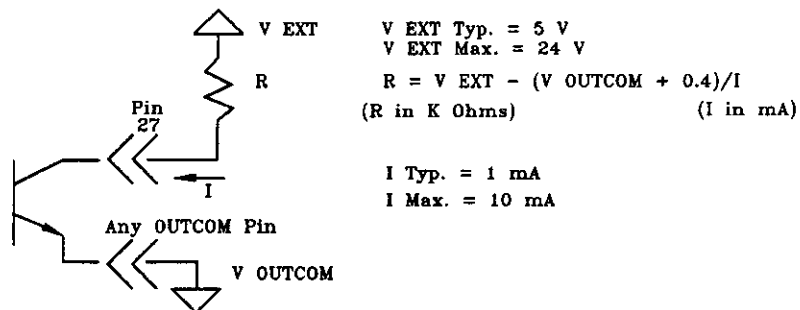 V EXT
V EXT Typ. = 5 V
V EXT Max. = 24 V
R
R = V EXT - (V OUTCOM + 0.4)/I
(R in K Ohms) (I in mA)
Pin
27
I
I Typ. = 1 mA
I Max. = 10 mA
Any OUTCOM Pin
V OUTCOM